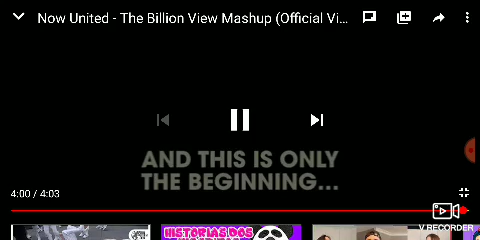 Now United - The Billion View Mashup (Official Vi...
AND THIS IS ONLY
THE BEGINNING...
4:00 / 4:03
V RECORDER
HISTORIAS DOS